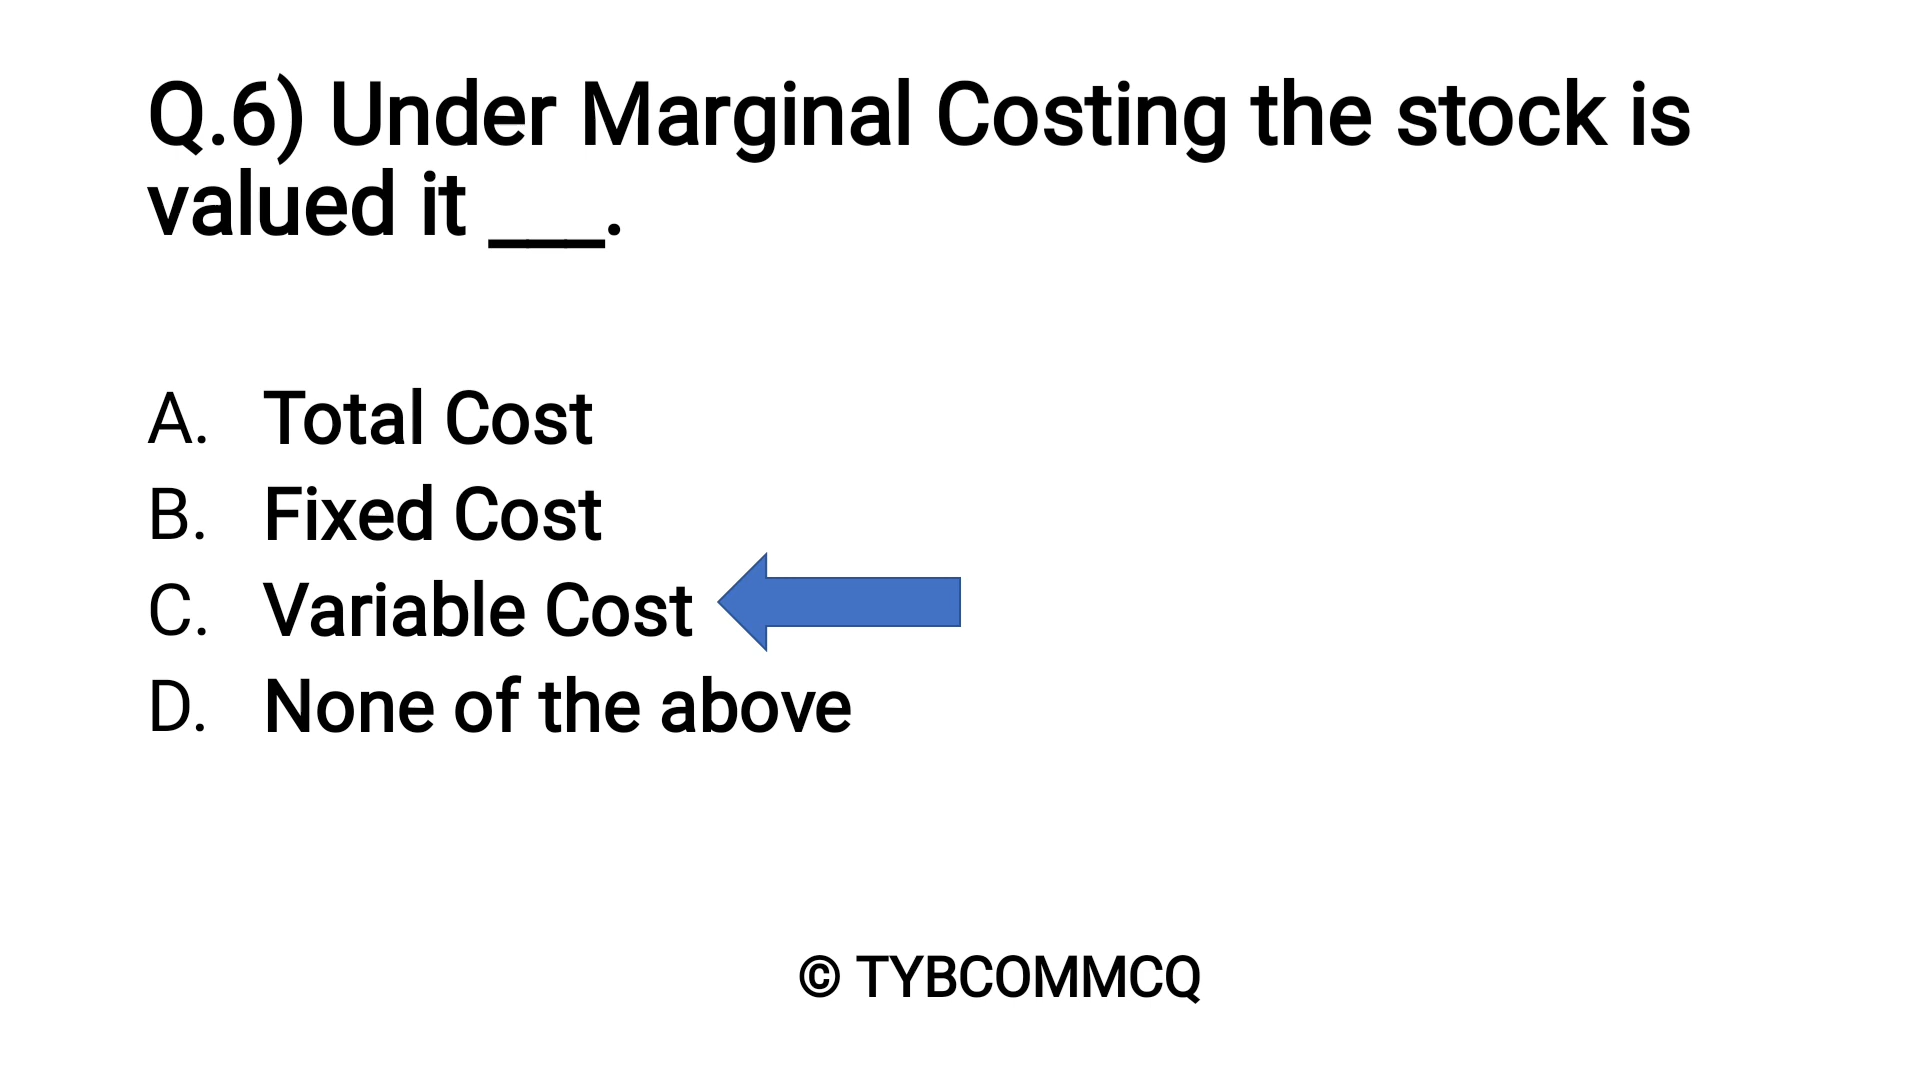 Q.6) Under Marginal Costing the stock is
valued it ___.
A. Total Cost
B. Fixed Cost
C. Variable Cost
D. None of the above
© TYBCOMMCQ